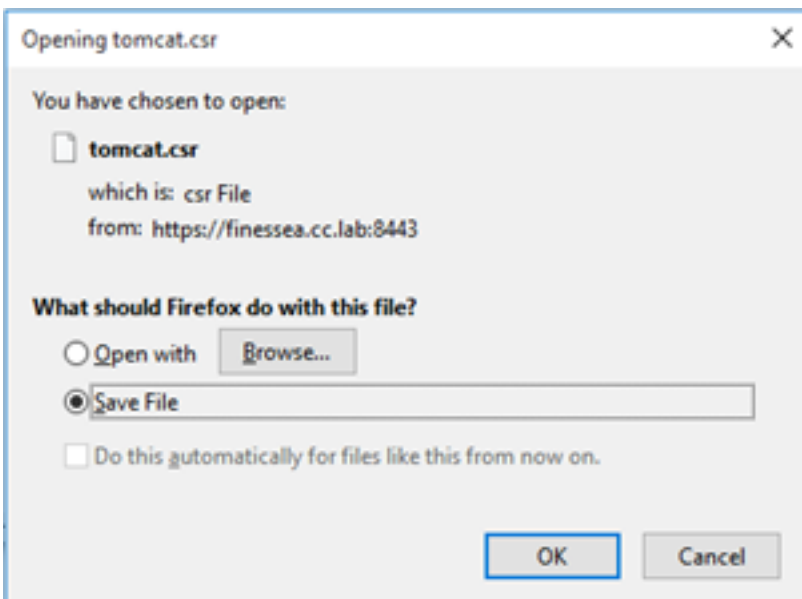 Opening tomcat.csr
You have chosen to open:
tomcat.csr
which is: csr File
from: https://finessea.cc.lab:8443
What should Firefox do with this file?
Open with Browse...
Save File
Do this automatically for files like this from now on.
OK Cancel